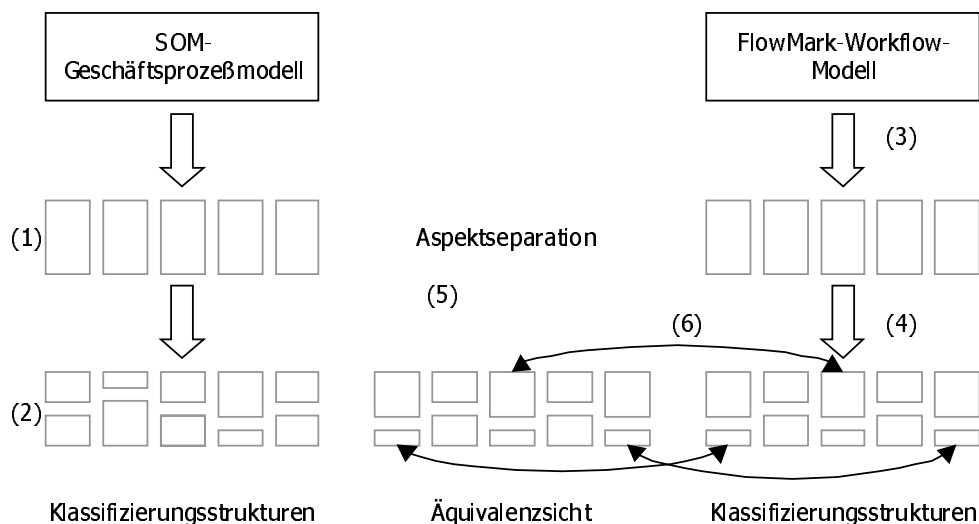 SOM-
Geschäftsprozeßmodell
FlowMark-Workflow-
Modell
(3)
(1)
Aspektseparation
(5)
(6)
(4)
(2)
Klassifizierungsstrukturen
Äquivalenzsicht
Klassifizierungsstrukturen